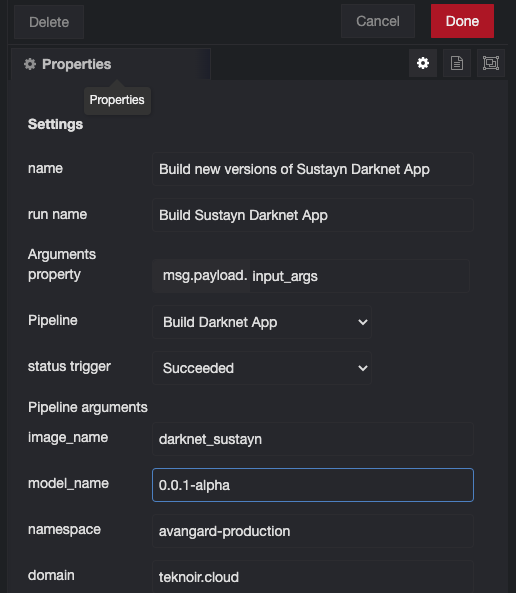 Delete
Cancel
Done
Properties
Properties
Settings
name
Build new versions of Sustayn Darknet App
run name
Build Sustayn Darknet App
Arguments
property
msg.payload. input_args
Pipeline
Build Darknet App
status trigger
Succeeded
Pipeline arguments
image_name
darknet_sustayn
model_name
0.0.1-alpha
namespace
avangard-production
domain
teknoir.cloud